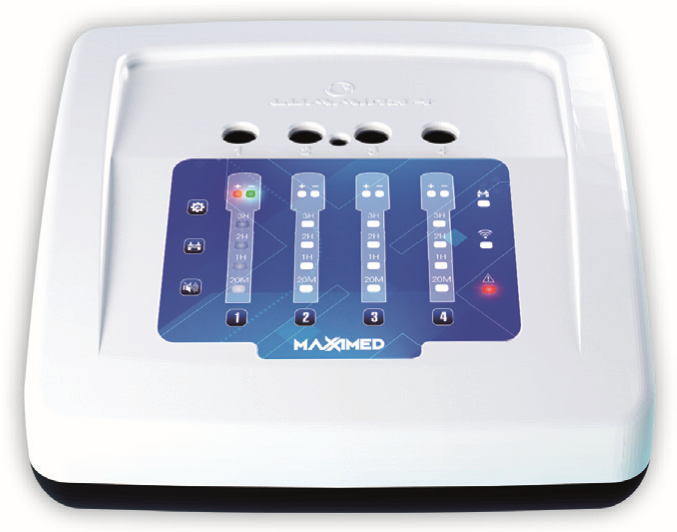 1 2 3 4
+ - + - + - + -
3H 3H 3H 3H
2H 2H 2H 2H
1H 1H 1H 1H
20M 20M 20M 20M
1 2 3 4
MAXXIMED